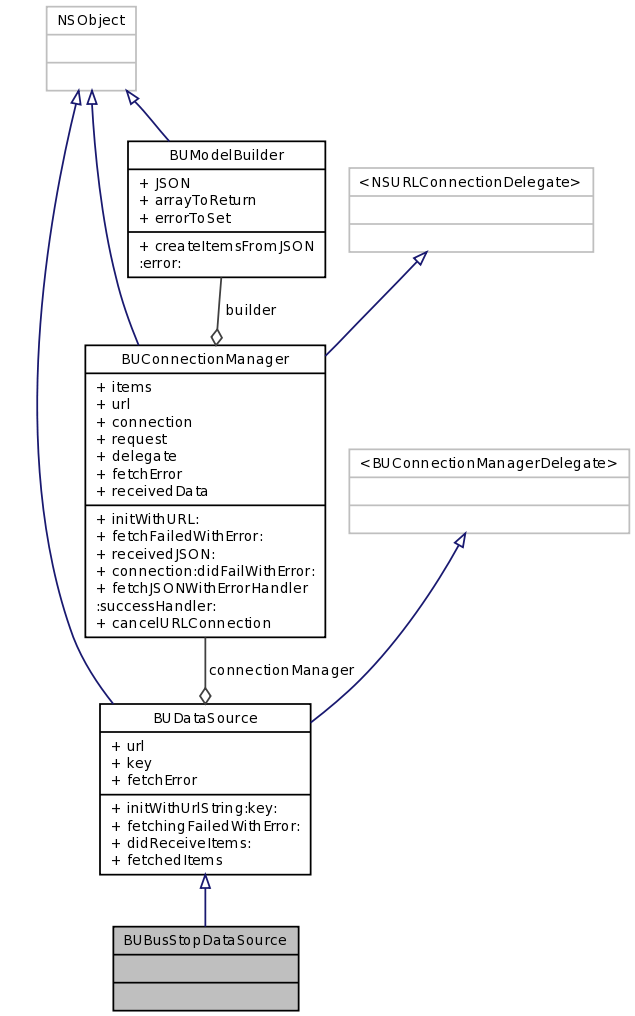 NSObject
BUModelBuilder
+ JSON
+ arrayToReturn
+ errorToSet
+ createItemsFromJSON
:error:
<NSURLConnectionDelegate>
builder
BUConnectionManager
+ items
+ url
+ connection
+ request
+ delegate
+ fetchError
+ receivedData
+ initWithURL:
+ fetchFailedWithError:
+ receivedJSON:
+ connection:didFailWithError:
+ fetchJSONWithErrorHandler
:successHandler:
+ cancelURLConnection
<BUConnectionManagerDelegate>
connectionManager
BUDataSource
+ url
+ key
+ fetchError
+ initWithUrlString:key:
+ fetchingFailedWithError:
+ didReceiveItems:
+ fetchedItems
BUBusStopDataSource